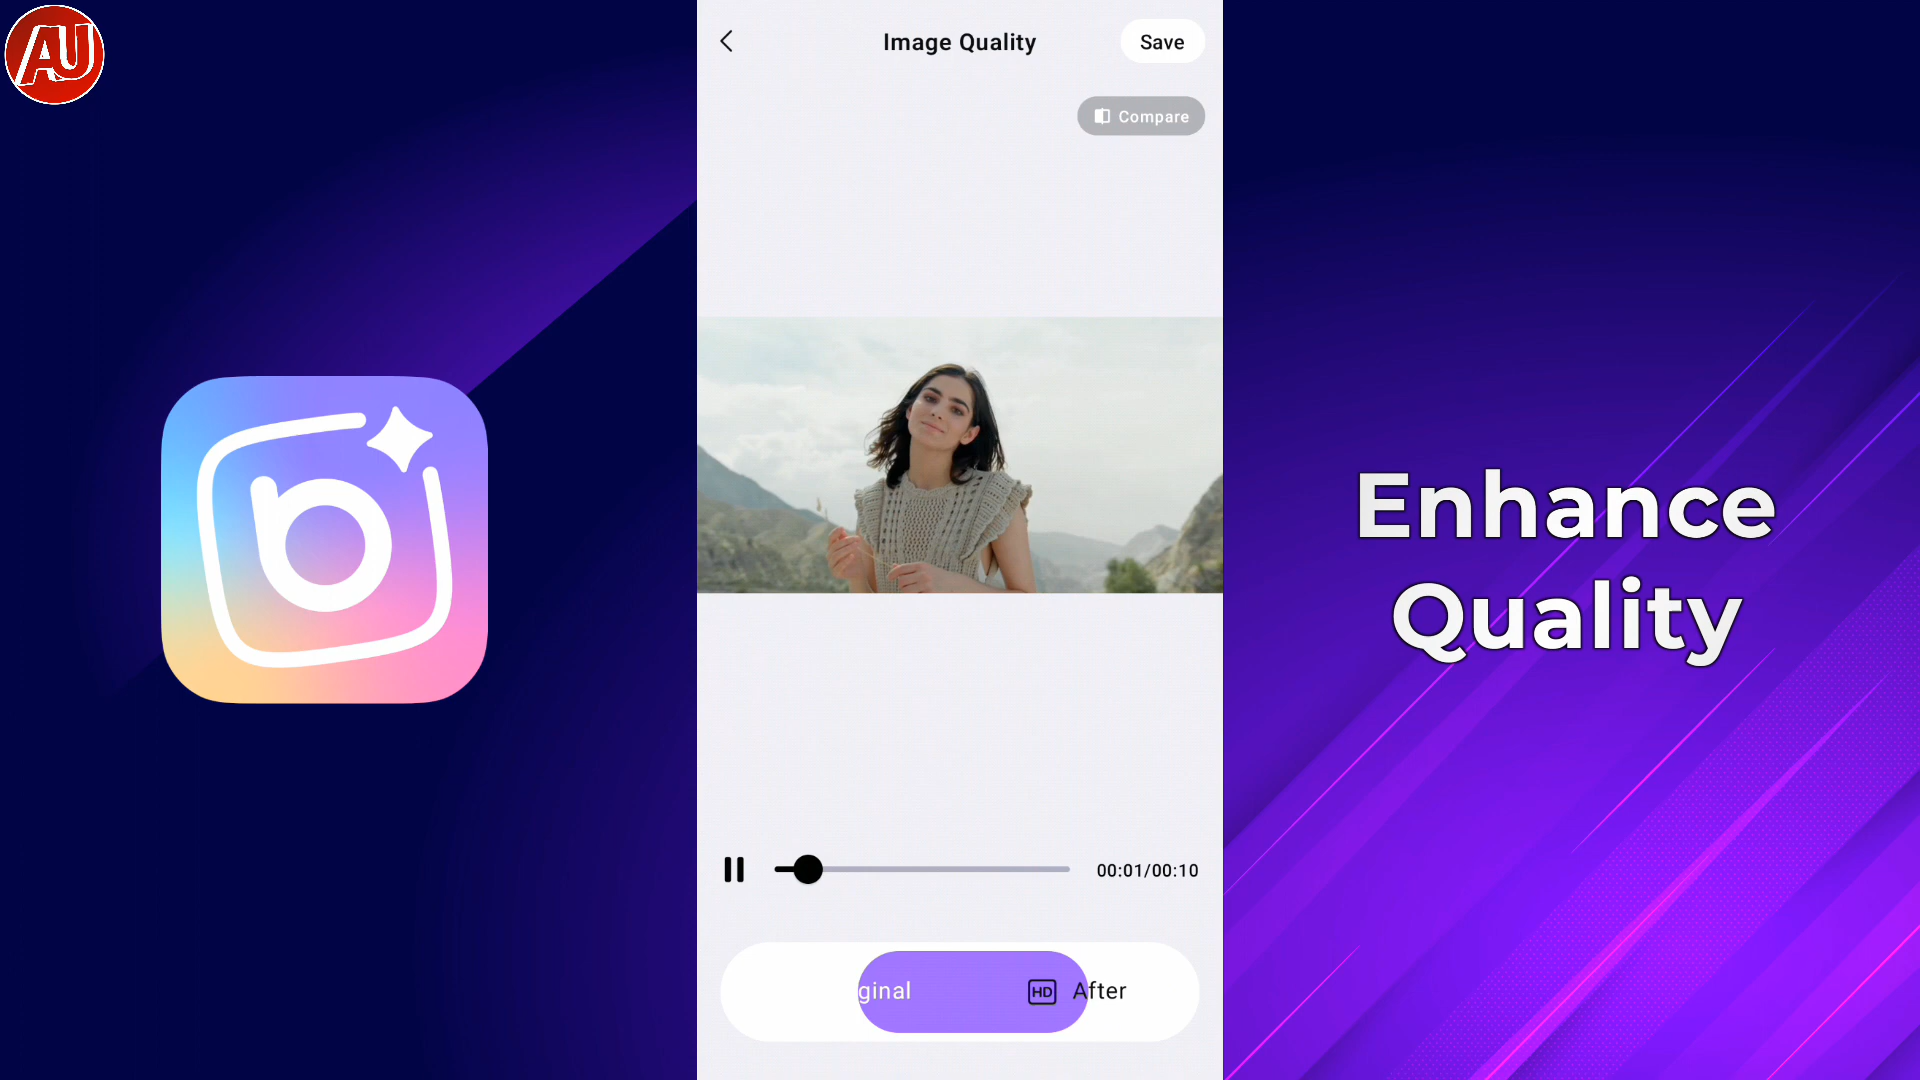 AU
Image Quality
Save
Compare
Enhance
Quality
00:01/00:10
ginal
HD After